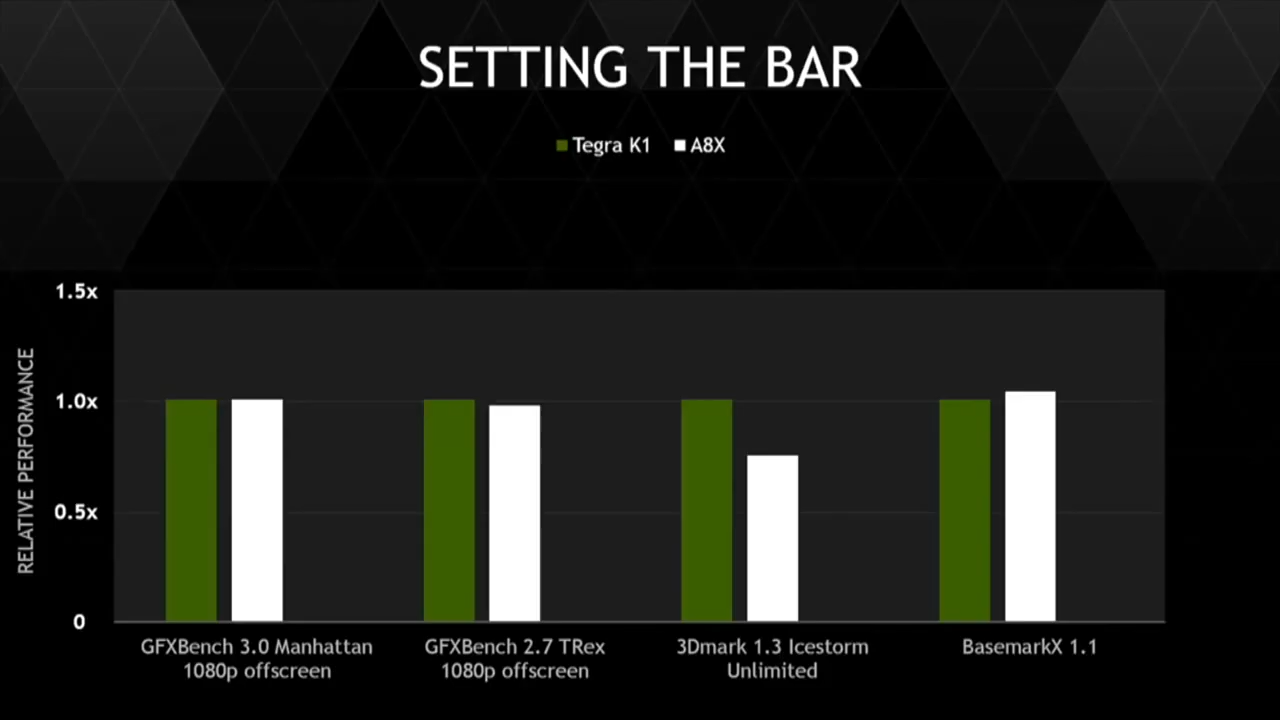 SETTING THE BAR
Tegra K1 A8X
1.5x
1.0x
0.5x
0
RELATIVE PERFORMANCE
GFXBench 3.0 Manhattan
1080p offscreen
GFXBench 2.7 TRex
1080p offscreen
3Dmark 1.3 Icestorm
Unlimited
BasemarkX 1.1